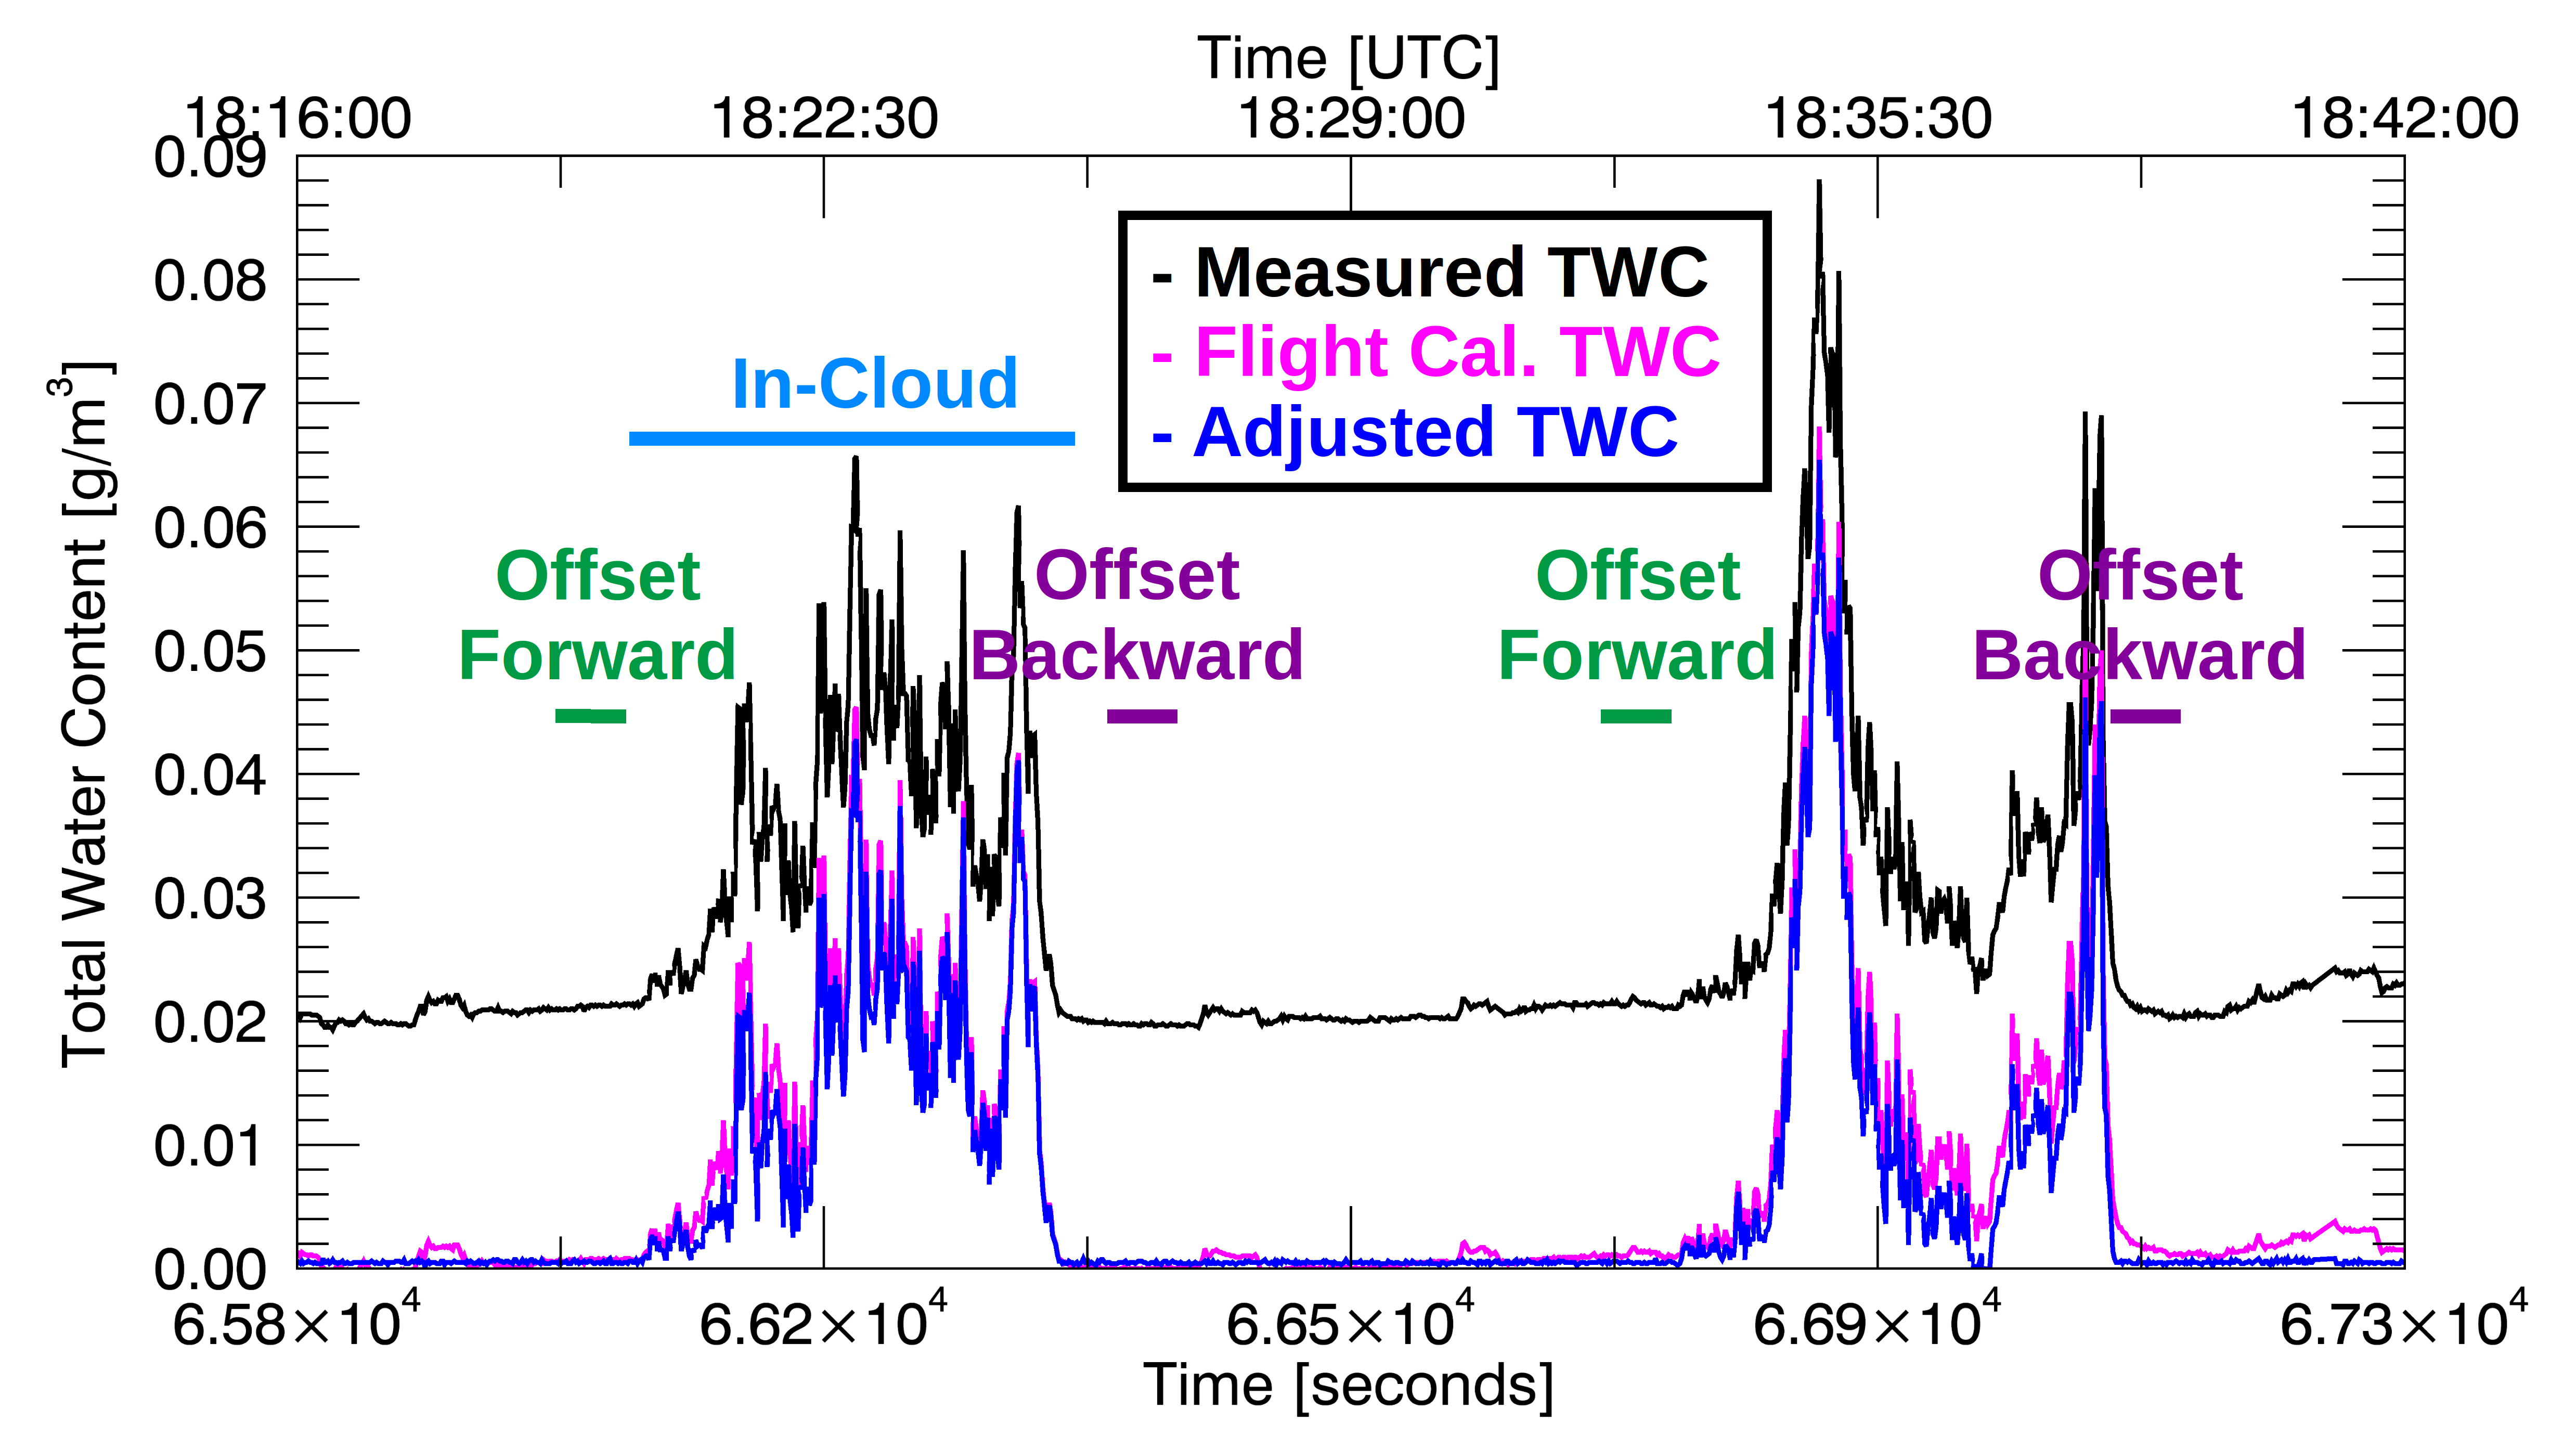 Time [UTC]
18:16:00 18:22:30 18:29:00 18:35:30 18:42:00
0.09
0.08
0.07
0.06
0.05
0.04
0.03
0.02
0.01
0.00
Total Water Content [g/m³]
- Measured TWC
- Flight Cal. TWC
- Adjusted TWC
In-Cloud
Offset
Forward
Offset
Backward
Offset
Forward
Offset
Backward
6.58×10⁴ 6.62×10⁴ 6.65×10⁴ 6.69×10⁴ 6.73×10⁴
Time [seconds]